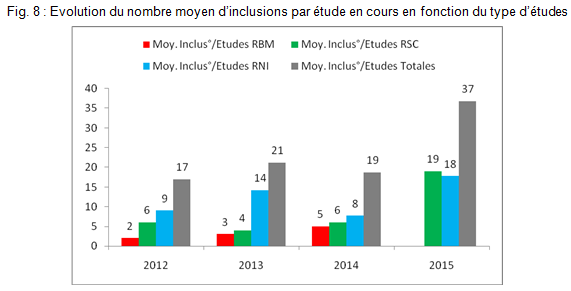 Fig. 8 : Evolution du nombre moyen d'inclusions par étude en cours en fonction du type d'études
Moy. Inclus°/Etudes RBM Moy. Inclus°/Etudes RSC
Moy. Inclus°/Etudes RNI Moy. Inclus°/Etudes Totales
40
35
30
25
20
15
10
5
0
2 6 9 17
3 4 14 21
5 6 8 19
19 18 37
2012 2013 2014 2015